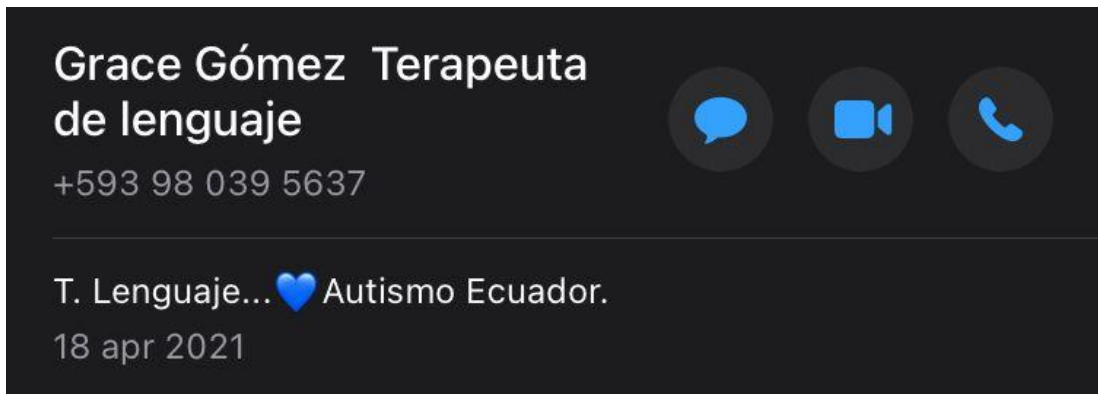 Grace Gómez  Terapeuta
de lenguaje
+593 98 039 5637
T. Lenguaje...💙Autismo Ecuador.
18 apr 2021